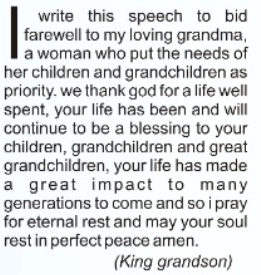 I write this speech to bid
farewell to my loving grandma,
a woman who put the needs of
her children and grandchildren as
priority. we thank god for a life well
spent, your life has been and will
continue to be a blessing to your
children, grandchildren and great
grandchildren, your life has made
a great impact to many
generations to come and so i pray
for eternal rest and may your soul
rest in perfect peace amen.
(King grandson)